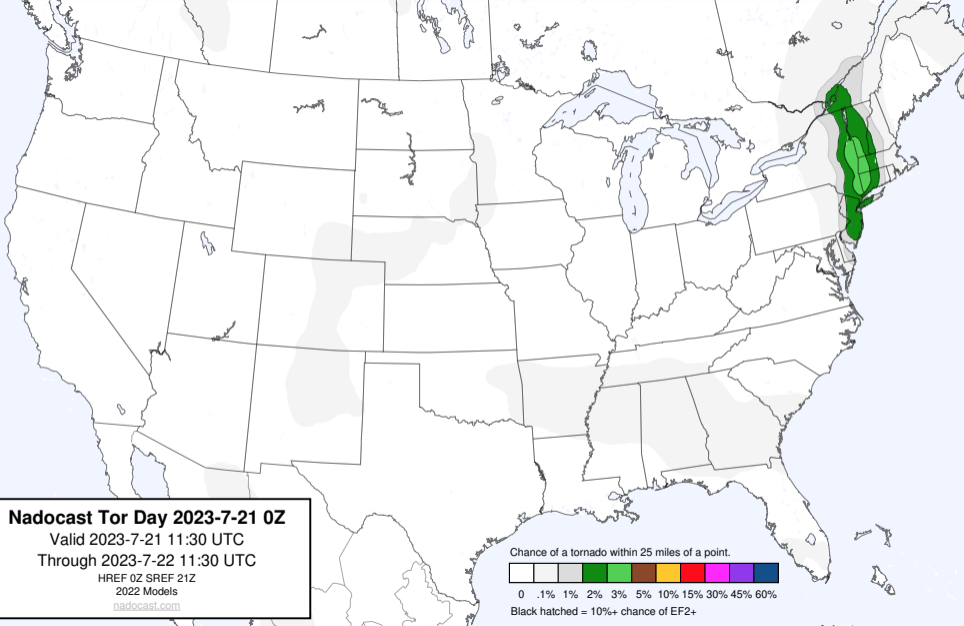 Nadocast Tor Day 2023-7-21 0Z
Valid 2023-7-21 11:30 UTC
Through 2023-7-22 11:30 UTC
HREF 0Z SREF 21Z
2022 Models
nadocast.com
Chance of a tornado within 25 miles of a point.
0 .1% 1% 2% 3% 5% 10% 15% 30% 45% 60%
Black hatched = 10%+ chance of EF2+